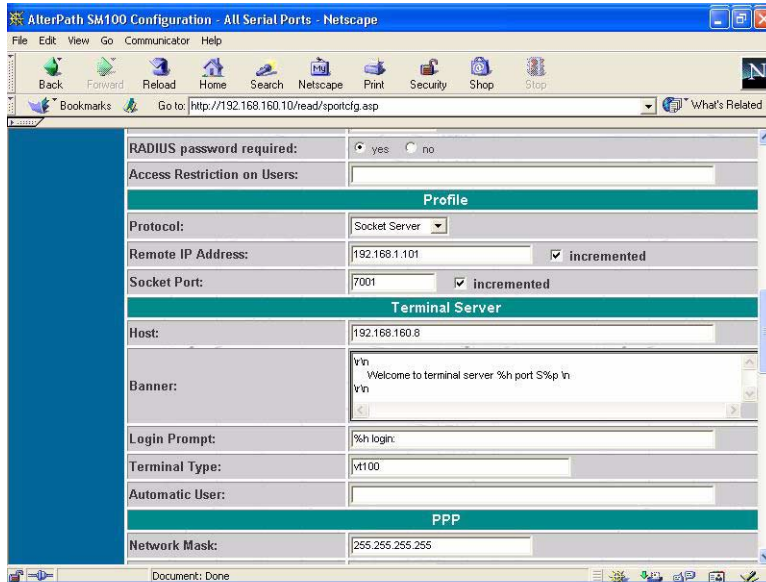 AlterPath SM100 Configuration - All Serial Ports - Netscape
File Edit View Go Communicator Help
Back Forward Reload Home Search Netscape Print Security Shop Stop
Bookmarks Go to: http://192.168.160.10/read/sportcfg.asp What's Related
RADIUS password required: yes no
Access Restriction on Users:
Profile
Protocol: Socket Server
Remote IP Address: 192.168.1.101 incremented
Socket Port: 7001 incremented
Terminal Server
Host: 192.168.160.8
Banner: \r\n
Welcome to terminal server %h port S%p \n
\r\n
Login Prompt: %h login:
Terminal Type: vt100
Automatic User:
PPP
Network Mask: 255.255.255.255
Document: Done